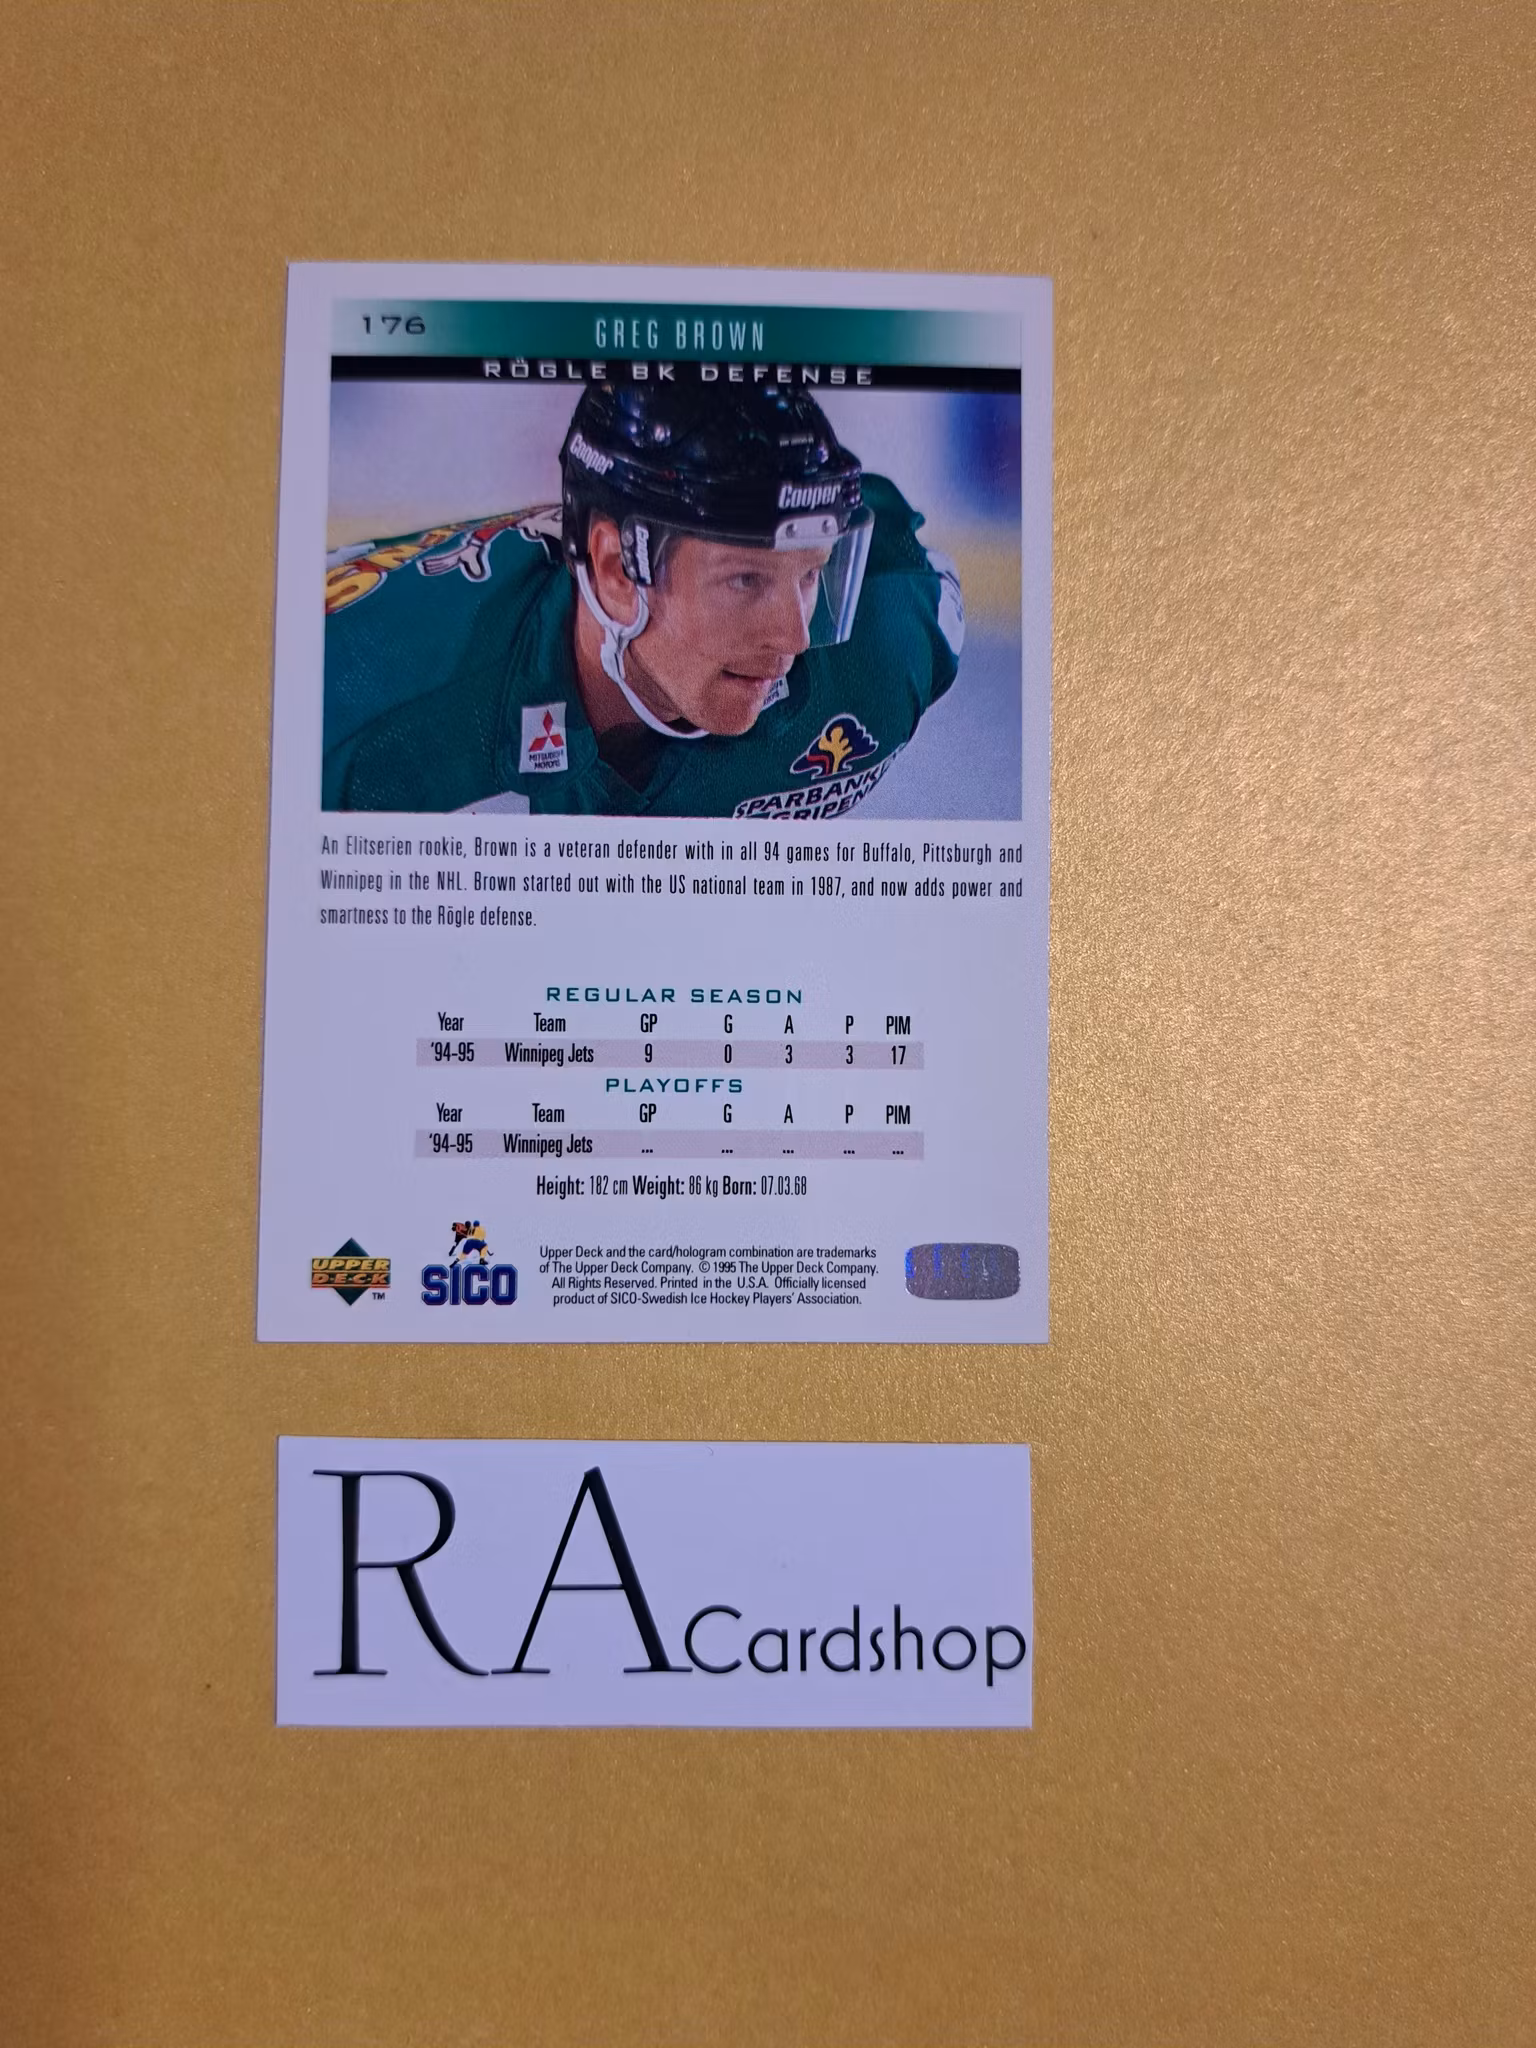 176
GREG BROWN
RÖGLE BK DEFENSE
Cooper
Cooper
Cooper
MITSUBISHI
MOTORS
SPARBANK
GRIPEN
An Elitserien rookie, Brown is a veteran defender with in all 94 games for Buffalo, Pittsburgh and
Winnipeg in the NHL. Brown started out with the US national team in 1987, and now adds power and
smartness to the Rögle defense.
REGULAR SEASON
Year Team GP G A P PIM
'94-95 Winnipeg Jets 9 0 3 3 17
PLAYOFFS
Year Team GP G A P PIM
'94-95 Winnipeg Jets ... ... ... ... ...
Height: 182 cm Weight: 86 kg Born: 07.03.68
UPPER
DECK
TM
SICO
Upper Deck and the card/hologram combination are trademarks
of The Upper Deck Company. © 1995 The Upper Deck Company.
All Rights Reserved. Printed in the U.S.A. Officially licensed
product of SICO-Swedish Ice Hockey Players' Association.
RA Cardshop